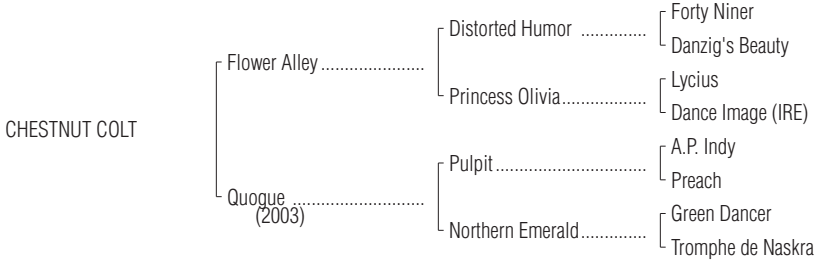 Forty Niner
Distorted Humor ..............
Danzig's Beauty
Flower Alley ......................
Lycius
Princess Olivia..................
Dance Image (IRE)
CHESTNUT COLT
A.P. Indy
Pulpit................................
Preach
Quogue ............................
(2003)
Green Dancer
Northern Emerald..............
Tromphe de Naskra